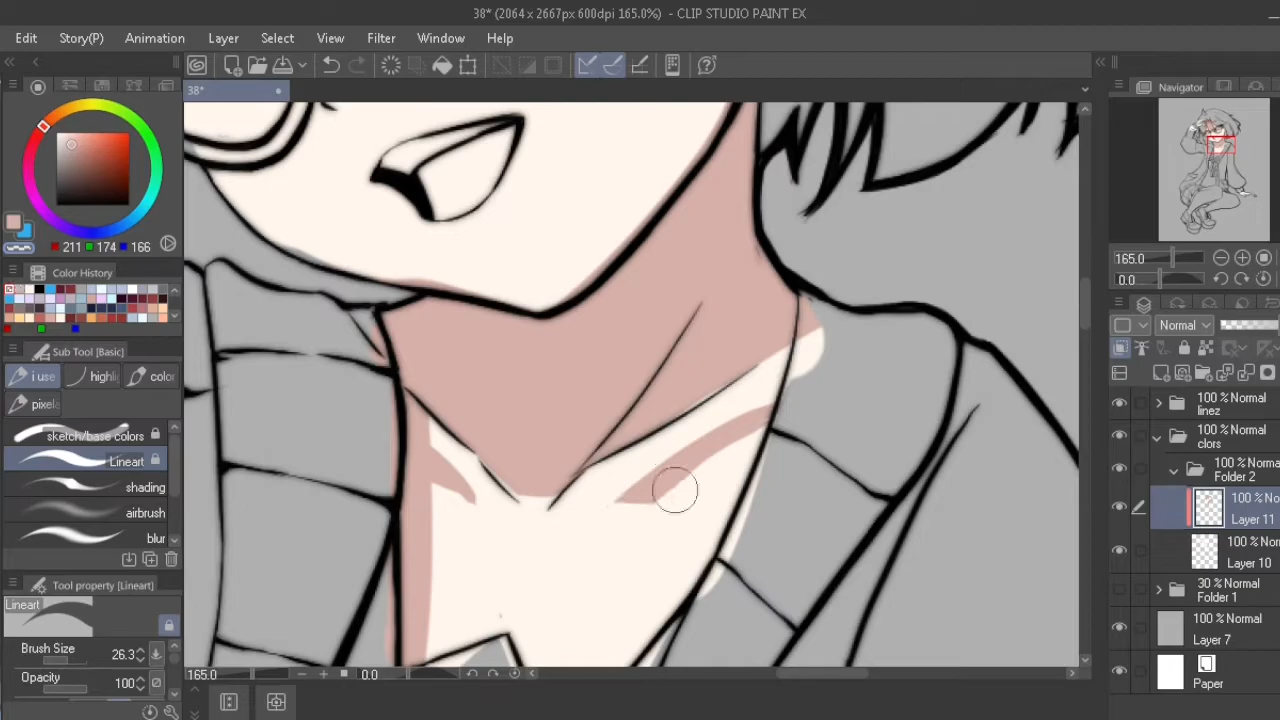 38* (2064 x 2667px 600dpi 165.0%) - CLIP STUDIO PAINT EX
Edit Story(P) Animation Layer Select View Filter Window Help
38*
Navigator
211 174 166
Color History
Sub Tool [Basic]
i use highli color
pixele
sketch/base colors
Lineart
shading
airbrush
blur
Tool property [Lineart]
Lineart
Brush Size 26.3
Opacity 100
165.0 0.0
165.0
0.0
Normal
100 % Normal
linez
100 % Normal
clors
100 % Normal
Folder 2
100 % No
Layer 11
100 % Norma
Layer 10
30 % Normal
Folder 1
100 % Normal
Layer 7
Paper